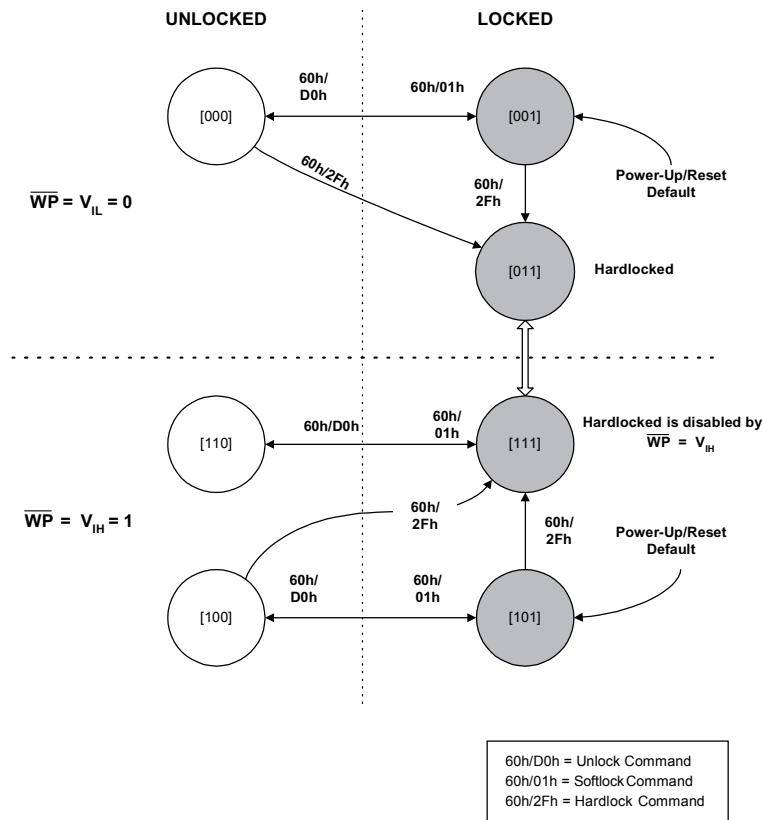 UNLOCKED
LOCKED
60h/
D0h
60h/01h
[000]
[001]
60h/2Fh
60h/
2Fh
Power-Up/Reset
Default
WP = VIL = 0
[011]
Hardlocked
60h/D0h
60h/
01h
[110]
[111]
Hardlocked is disabled by
WP = VIH
WP = VIH = 1
60h/
2Fh
60h/
2Fh
Power-Up/Reset
Default
60h/
D0h
60h/
01h
[100]
[101]
60h/D0h = Unlock Command
60h/01h = Softlock Command
60h/2Fh = Hardlock Command